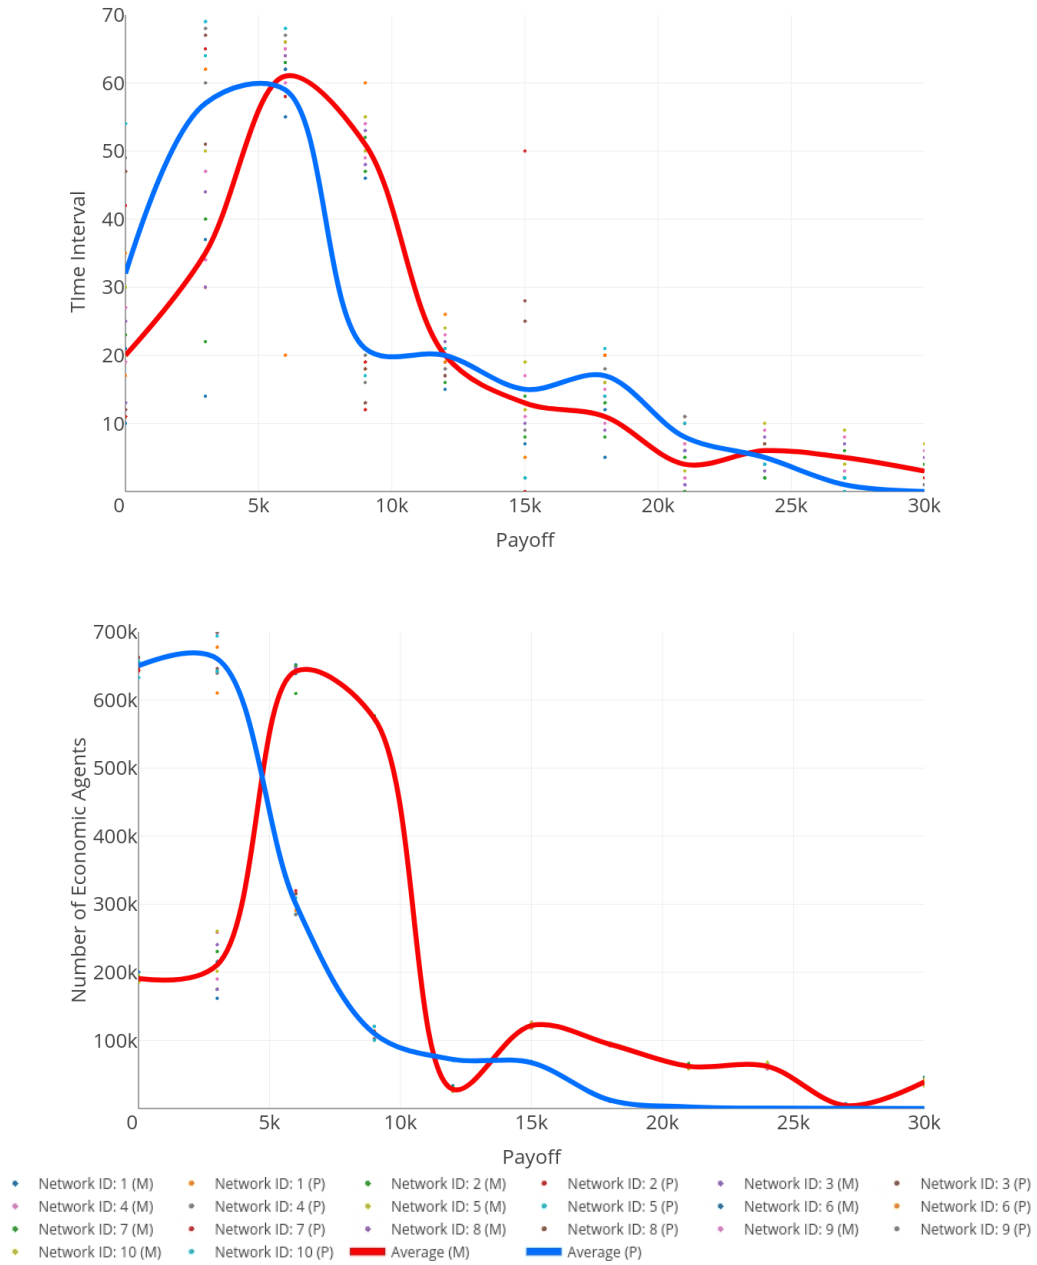 70
60
50
40
30
20
10
TIme Interval
0 5k 10k 15k 20k 25k 30k
Payoff
700k
600k
500k
400k
300k
200k
100k
Number of Economic Agents
0 5k 10k 15k 20k 25k 30k
Payoff
Network ID: 1 (M) Network ID: 1 (P) Network ID: 2 (M) Network ID: 2 (P) Network ID: 3 (M) Network ID: 3 (P)
Network ID: 4 (M) Network ID: 4 (P) Network ID: 5 (M) Network ID: 5 (P) Network ID: 6 (M) Network ID: 6 (P)
Network ID: 7 (M) Network ID: 7 (P) Network ID: 8 (M) Network ID: 8 (P) Network ID: 9 (M) Network ID: 9 (P)
Network ID: 10 (M) Network ID: 10 (P) Average (M) Average (P)